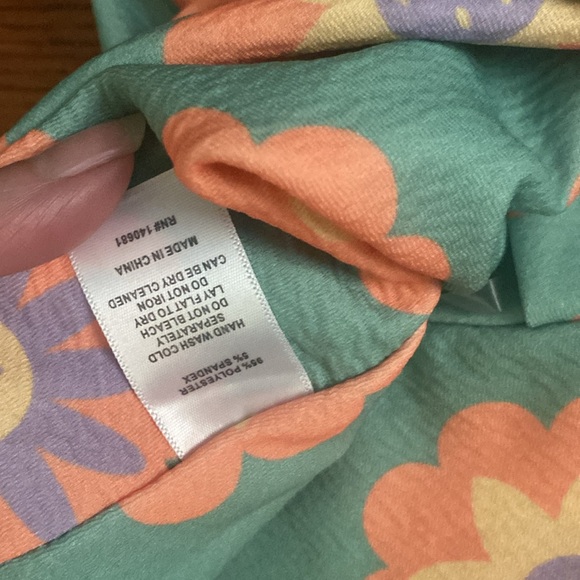 95% POLYESTER
5% SPANDEX
HAND WASH COLD
SEPARATELY
DO NOT BLEACH
LAY FLAT TO DRY
DO NOT IRON
CAN BE DRY CLEANED
MADE IN CHINA
RN#140681